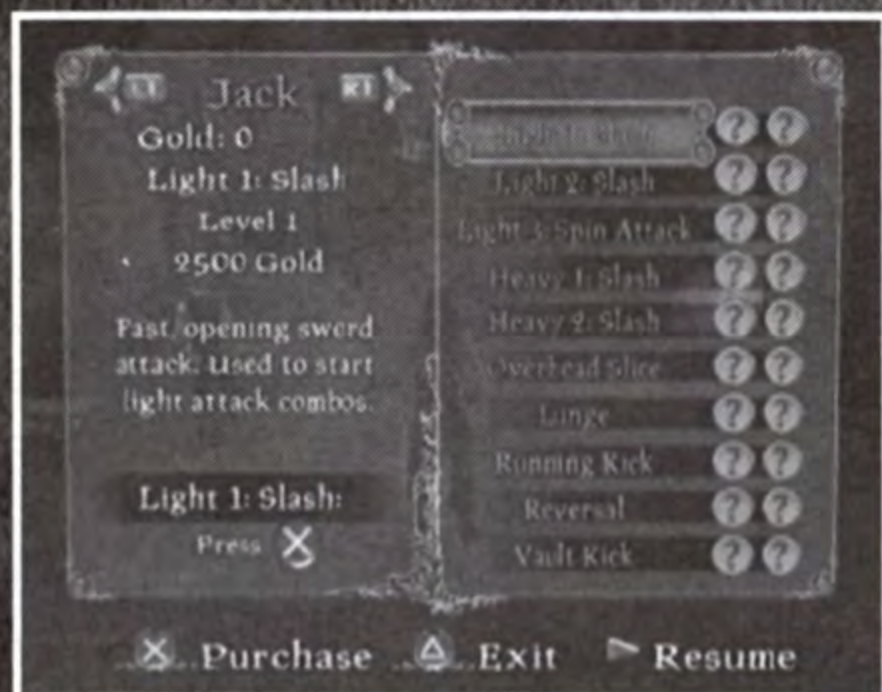 Jack
Gold: 0
Light 1: Slash
Level 1
2500 Gold
Fast, opening sword
attack. Used to start
light attack combos.
Light 1: Slash:
Press X
Light 2: Slash
Light 3: Spin Attack
Heavy 1: Slash
Heavy 2: Slash
Overhead Slice
Lunge
Running Kick
Reversal
Vault Kick
Purchase Exit Resume